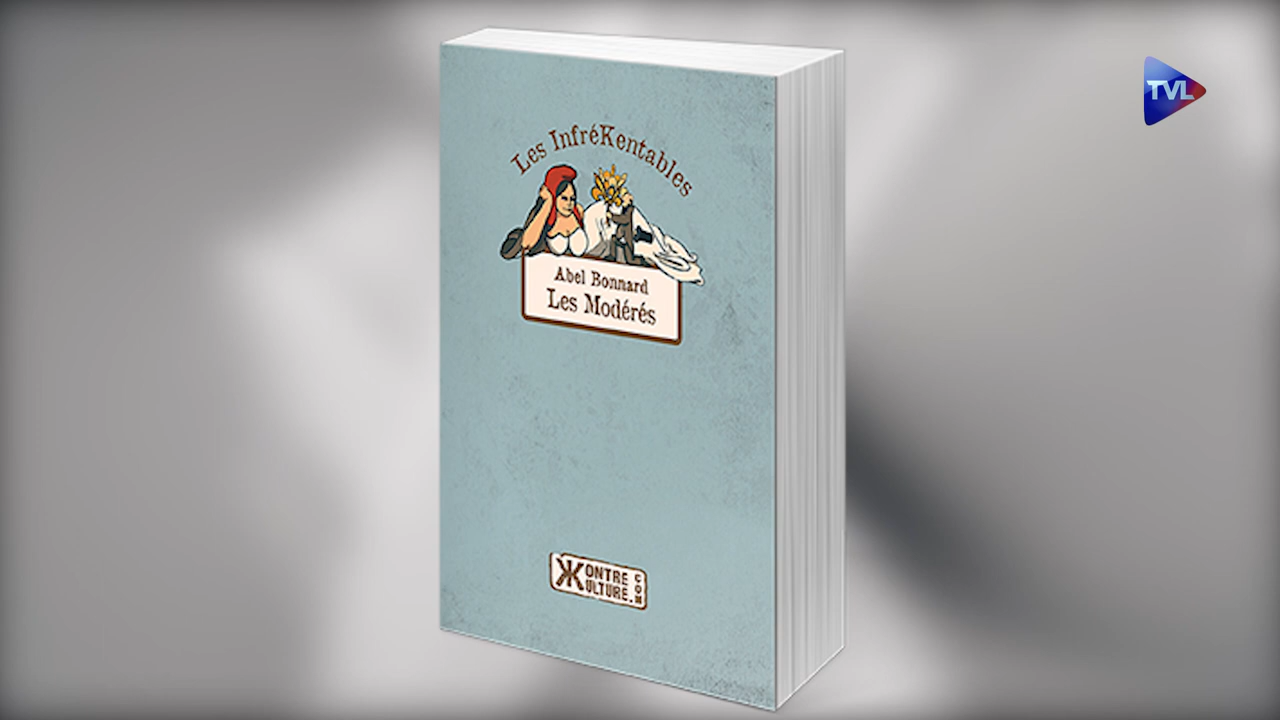 TVL
Les InfréKentables
Abel Bonnard
Les Modérés
KONTRE
KULTURE.COM